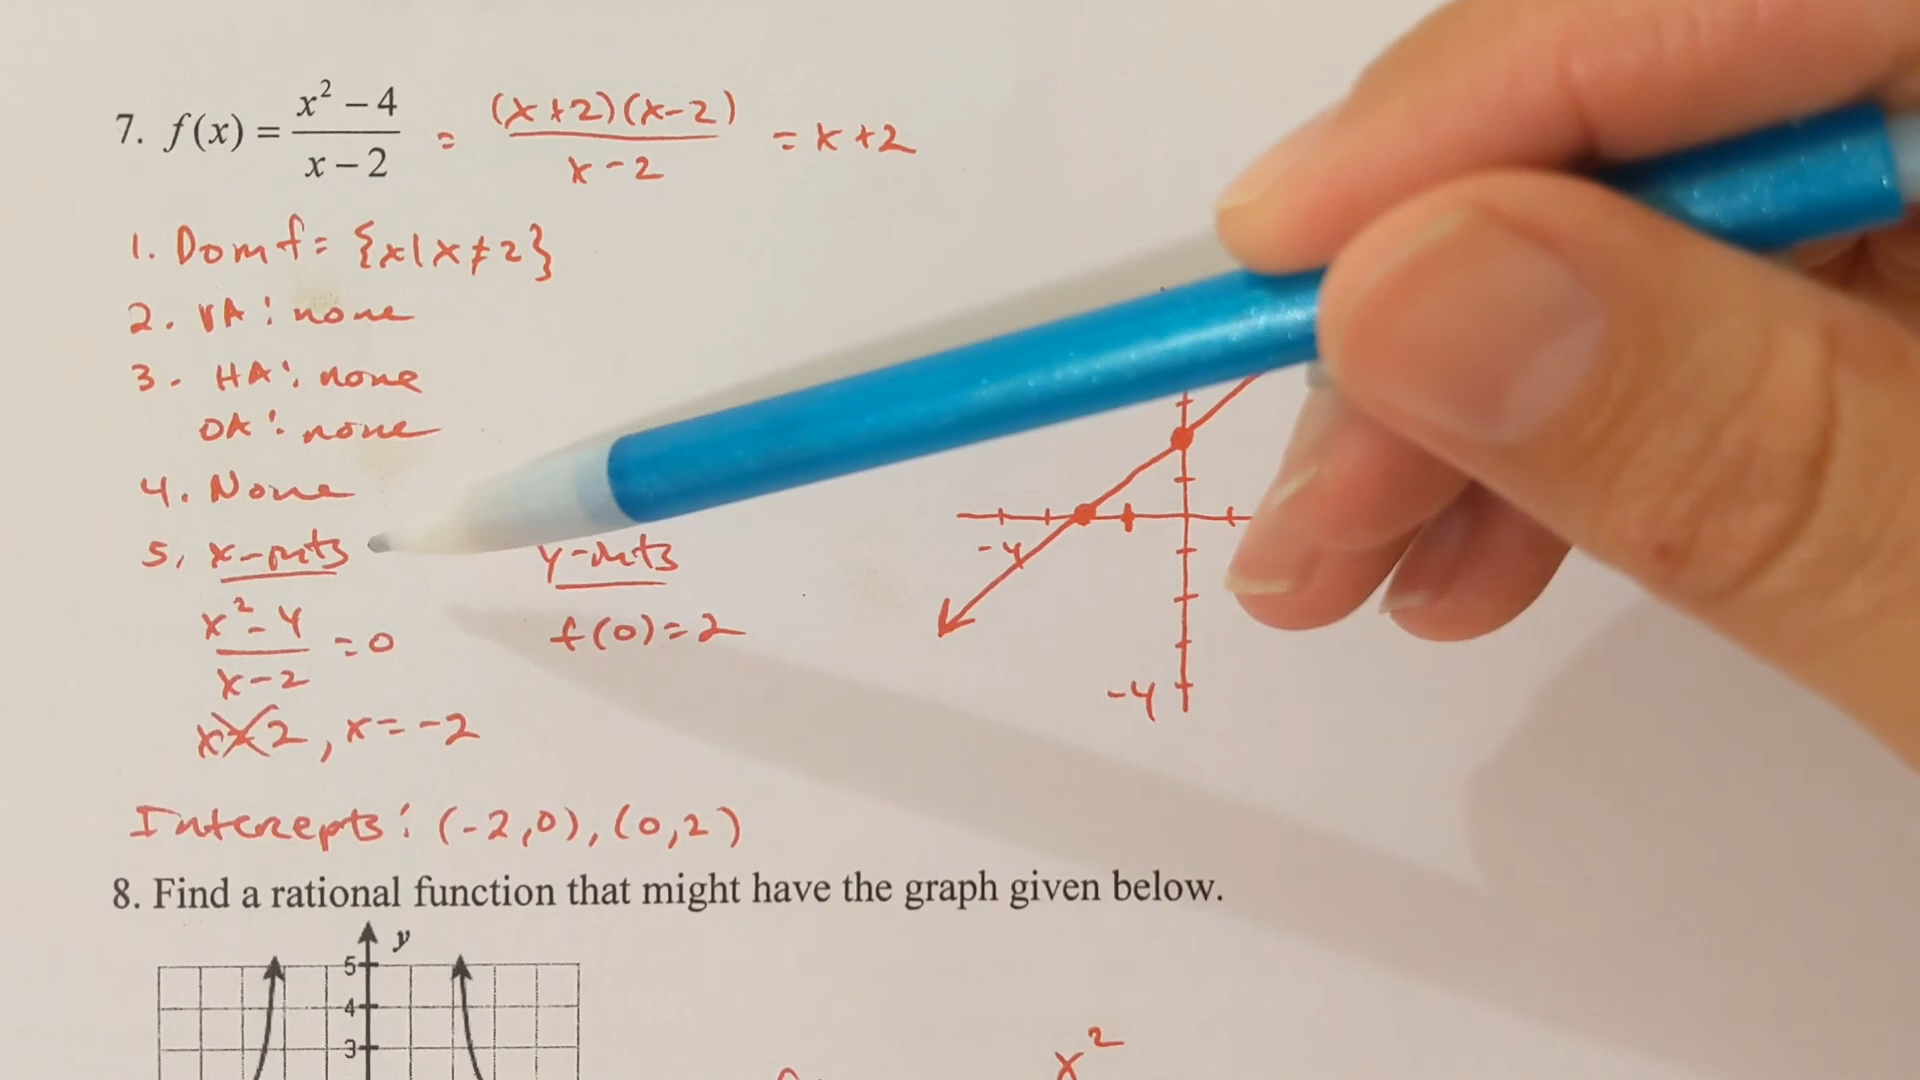 7. f(x) = (x² – 4)/(x – 2) = (x+2)(x-2)/(x-2) = x+2
1. Dom f = {x|x≠2}
2. VA: none
3. HA: none
OA: none
4. None
5, x-ints y-ints
(x²-4)/(x-2) = 0 f(0)=2
x=2, x=-2
Intercepts: (-2,0), (0,2)
-4
-4
8. Find a rational function that might have the graph given below.
y
5
4
3
x²